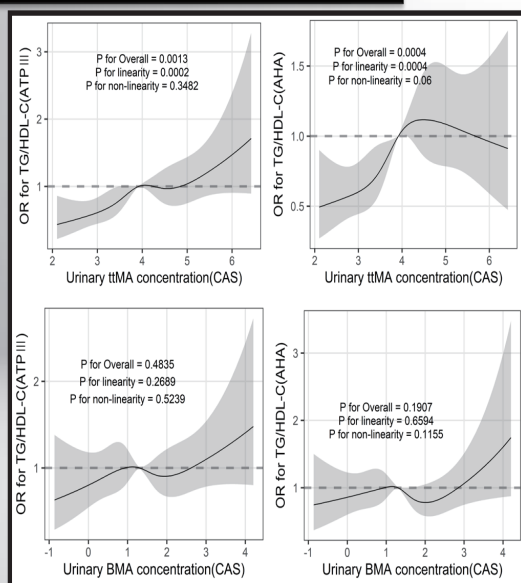 OR for TG/HDL-C(ATPIII)
3
2
1
P for Overall = 0.0013
P for linearity = 0.0002
P for non-linearity = 0.3482
2 3 4 5 6
Urinary ttMA concentration(CAS)
OR for TG/HDL-C(AHA)
1.5
1.0
0.5
P for Overall = 0.0004
P for linearity = 0.0004
P for non-linearity = 0.06
2 3 4 5 6
Urinary ttMA concentration(CAS)
OR for TG/HDL-C(ATPIII)
2
1
P for Overall = 0.4835
P for linearity = 0.2689
P for non-linearity = 0.5239
-1 0 1 2 3 4
Urinary BMA concentration(CAS)
OR for TG/HDL-C(AHA)
3
2
1
P for Overall = 0.1907
P for linearity = 0.6594
P for non-linearity = 0.1155
-1 0 1 2 3 4
Urinary BMA concentration(CAS)